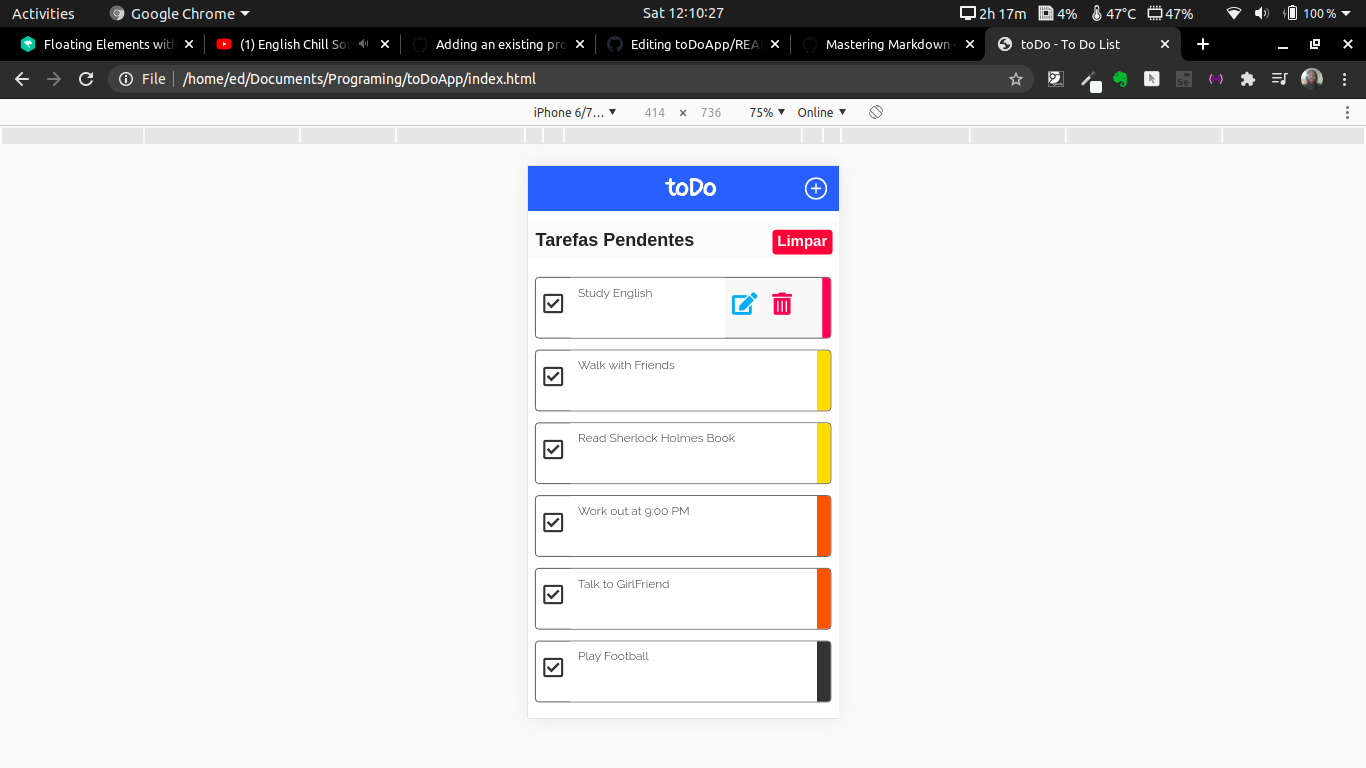 Activities Google Chrome Sat 12:10:27 2h 17m 4% 47°C 47% 100 %
Floating Elements with (1) English Chill So Adding an existing pro Editing toDoApp/REA Mastering Markdown toDo - To Do List
File /home/ed/Documents/Programing/toDoApp/index.html
iPhone 6/7... 414 × 736 75% Online
toDo
Tarefas Pendentes Limpar
Study English
Walk with Friends
Read Sherlock Holmes Book
Work out at 9:00 PM
Talk to GirlFriend
Play Football